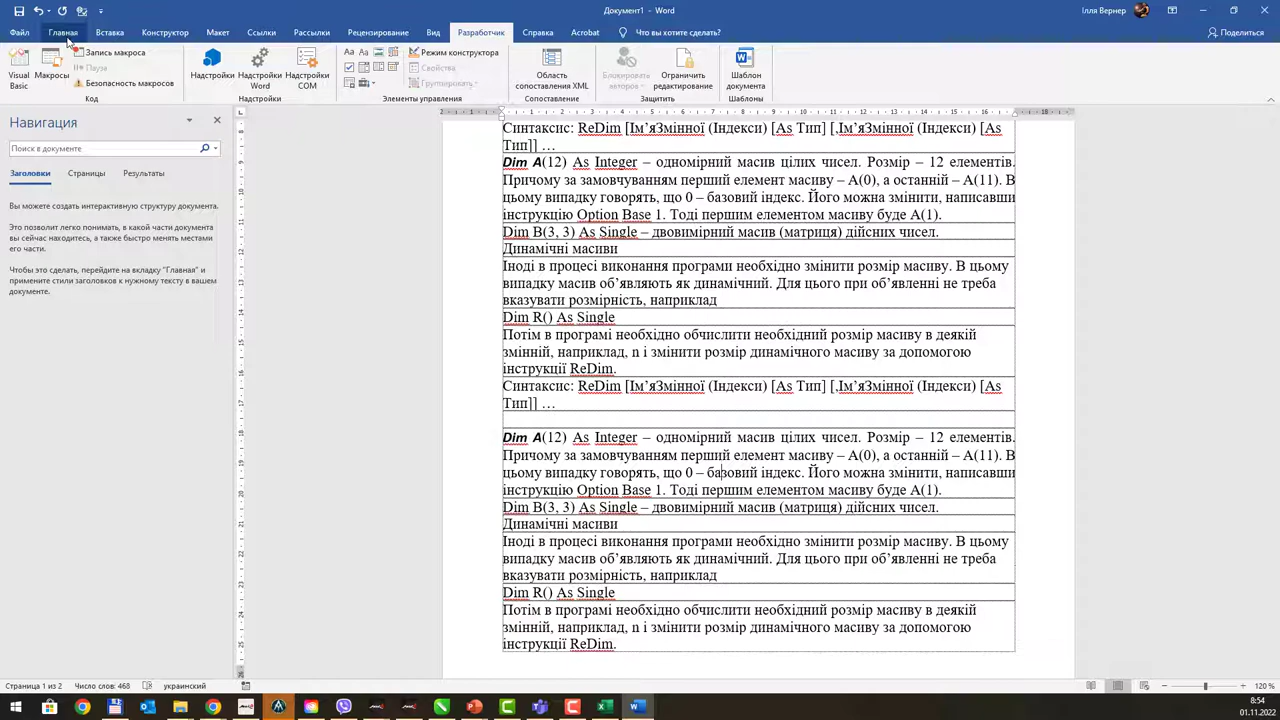 Документ1 - Word
Ілля Вернер
Файл Главная Вставка Конструктор Макет Ссылки Рассылки Рецензирование Вид Разработчик Справка Acrobat Что вы хотите сделать? Поделиться
Visual Basic
Макросы
Запись макроса
Пауза
Безопасность макросов
Код
Надстройки
Надстройки Word
Надстройки COM
Надстройки
Режим конструктора
Свойства
Группировать
Элементы управления
Область сопоставления XML
Сопоставление
Блокировать авторов
Ограничить редактирование
Защитить
Шаблон документа
Шаблоны
Навигация
Поиск в документе
Заголовки Страницы Результаты
Вы можете создать интерактивную структуру документа.
Это позволит легко понимать, в какой части документа
вы сейчас находитесь, а также быстро менять местами
его части.
Чтобы это сделать, перейдите на вкладку "Главная" и
примените стили заголовков к нужному тексту в вашем
документе.
Синтаксис: ReDim [Ім’яЗмінної (Індекси) [As Тип] [,Ім’яЗмінної (Індекси) [As
Тип]] …
Dim A(12) As Integer – одномірний масив цілих чисел. Розмір – 12 елементів.
Причому за замовчуванням перший елемент масиву – A(0), а останній – A(11). В
цьому випадку говорять, що 0 – базовий індекс. Його можна змінити, написавши
інструкцію Option Base 1. Тоді першим елементом масиву буде A(1).
Dim B(3, 3) As Single – двовимірний масив (матриця) дійсних чисел.
Динамічні масиви
Іноді в процесі виконання програми необхідно змінити розмір масиву. В цьому
випадку масив об’являють як динамічний. Для цього при об’явленні не треба
вказувати розмірність, наприклад
Dim R() As Single
Потім в програмі необхідно обчислити необхідний розмір масиву в деякій
змінній, наприклад, n і змінити розмір динамічного масиву за допомогою
інструкції ReDim.
Синтаксис: ReDim [Ім’яЗмінної (Індекси) [As Тип] [,Ім’яЗмінної (Індекси) [As
Тип]] …
Dim A(12) As Integer – одномірний масив цілих чисел. Розмір – 12 елементів.
Причому за замовчуванням перший елемент масиву – A(0), а останній – A(11). В
цьому випадку говорять, що 0 – базовий індекс. Його можна змінити, написавши
інструкцію Option Base 1. Тоді першим елементом масиву буде A(1).
Dim B(3, 3) As Single – двовимірний масив (матриця) дійсних чисел.
Динамічні масиви
Іноді в процесі виконання програми необхідно змінити розмір масиву. В цьому
випадку масив об’являють як динамічний. Для цього при об’явленні не треба
вказувати розмірність, наприклад
Dim R() As Single
Потім в програмі необхідно обчислити необхідний розмір масиву в деякій
змінній, наприклад, n і змінити розмір динамічного масиву за допомогою
інструкції ReDim.
Страница 1 из 2 Число слов: 468 украинский 120 %
8:54
01.11.2022